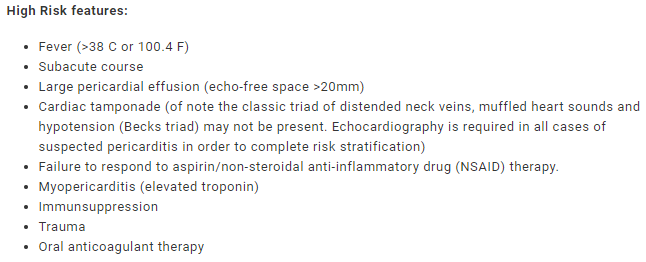 High Risk features:
• Fever (>38 C or 100.4 F)
• Subacute course
• Large pericardial effusion (echo-free space >20mm)
• Cardiac tamponade (of note the classic triad of distended neck veins, muffled heart sounds and
hypotension (Becks triad) may not be present. Echocardiography is required in all cases of
suspected pericarditis in order to complete risk stratification)
• Failure to respond to aspirin/non-steroidal anti-inflammatory drug (NSAID) therapy.
• Myopericarditis (elevated troponin)
• Immunsuppression
• Trauma
• Oral anticoagulant therapy